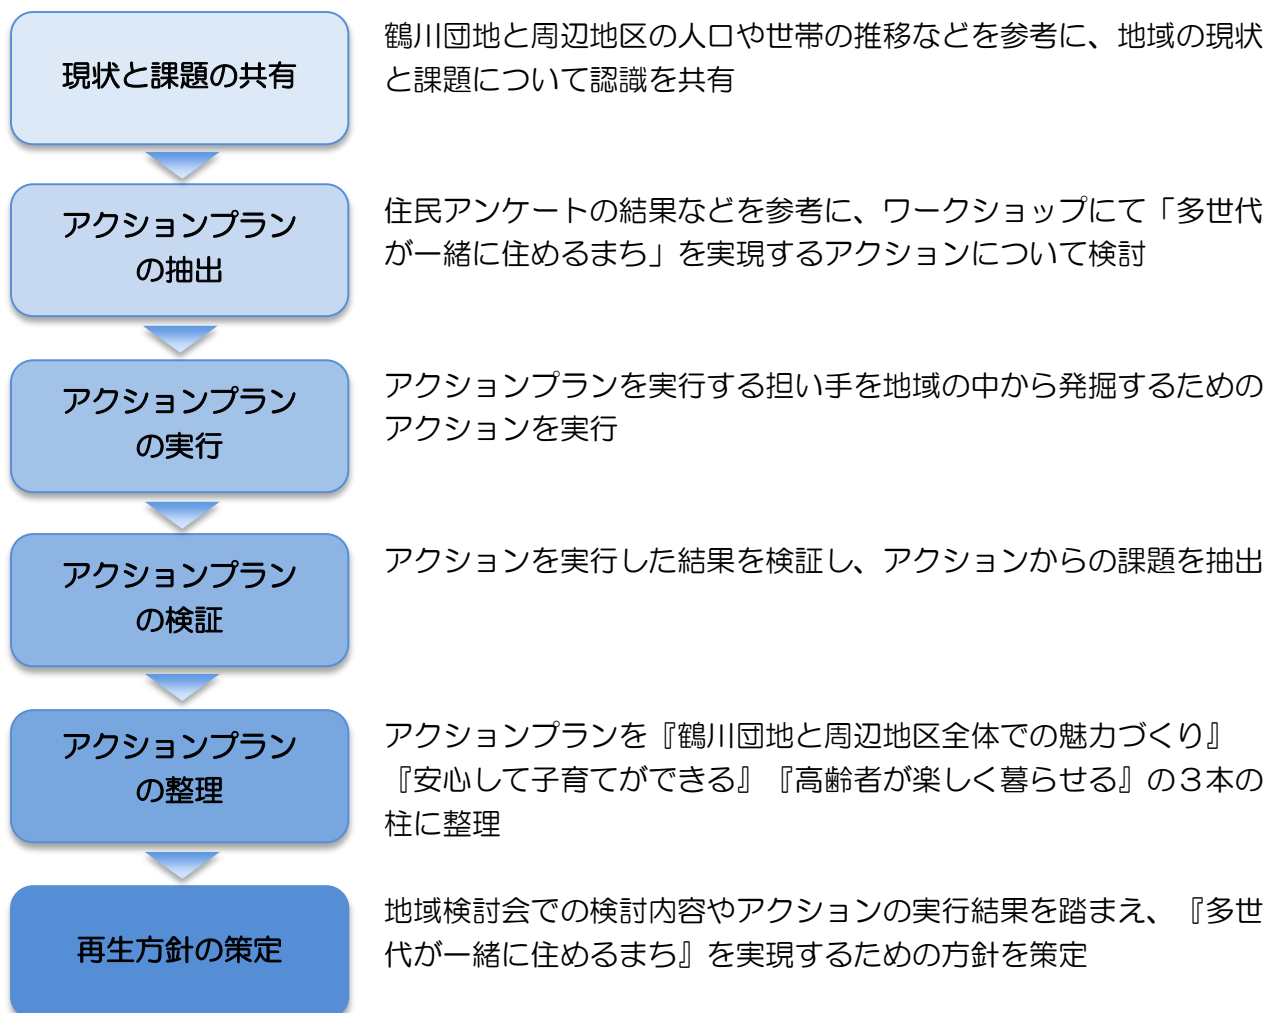 現状と課題の共有
鶴川団地と周辺地区の人口や世帯の推移などを参考に、地域の現状
と課題について認識を共有
アクションプラン
の抽出
住民アンケートの結果などを参考に、ワークショップにて「多世代
が一緒に住めるまち」を実現するアクションについて検討
アクションプラン
の実行
アクションプランを実行する担い手を地域の中から発掘するための
アクションを実行
アクションプラン
の検証
アクションを実行した結果を検証し、アクションからの課題を抽出
アクションプラン
の整理
アクションプランを『鶴川団地と周辺地区全体での魅力づくり』
『安心して子育てができる』『高齢者が楽しく暮らせる』の３本の
柱に整理
再生方針の策定
地域検討会での検討内容やアクションの実行結果を踏まえ、『多世
代が一緒に住めるまち』を実現するための方針を策定